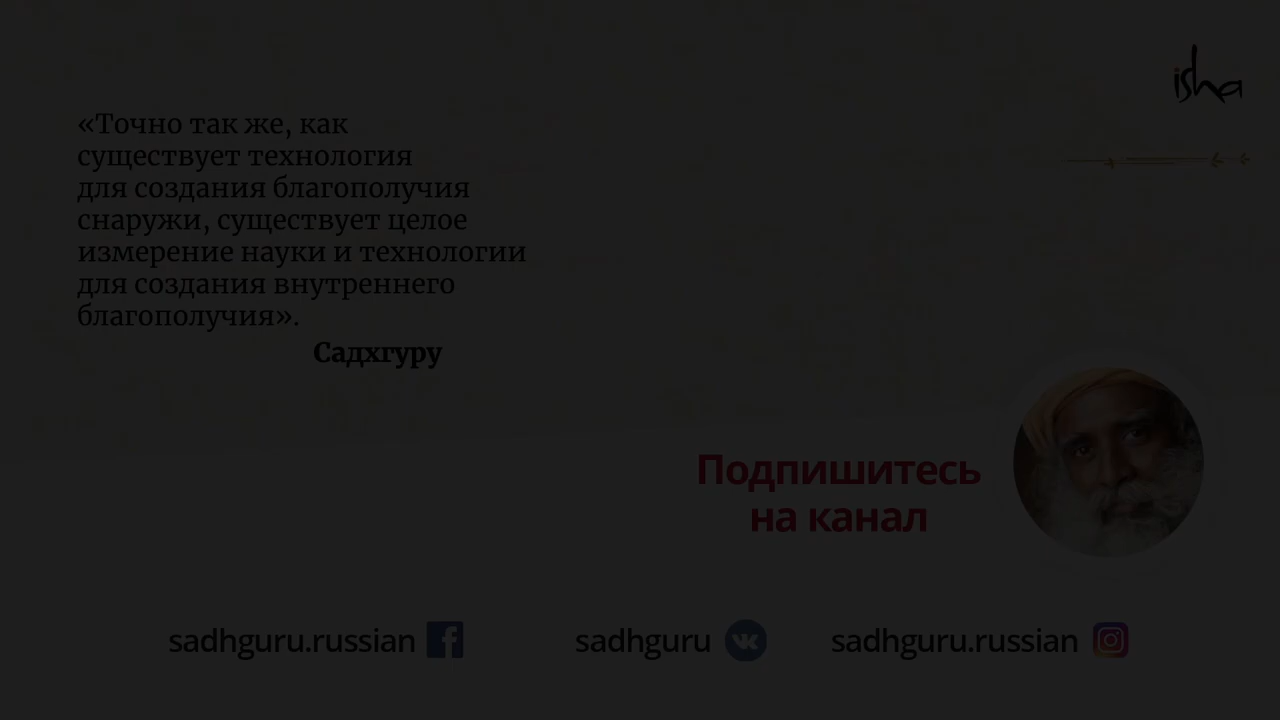 isha
«Точно так же, как
существует технология
для создания благополучия
снаружи, существует целое
измерение науки и технологии
для создания внутреннего
благополучия».
Садхгуру
Подпишитесь
на канал
sadhguru.russian
sadhguru
sadhguru.russian